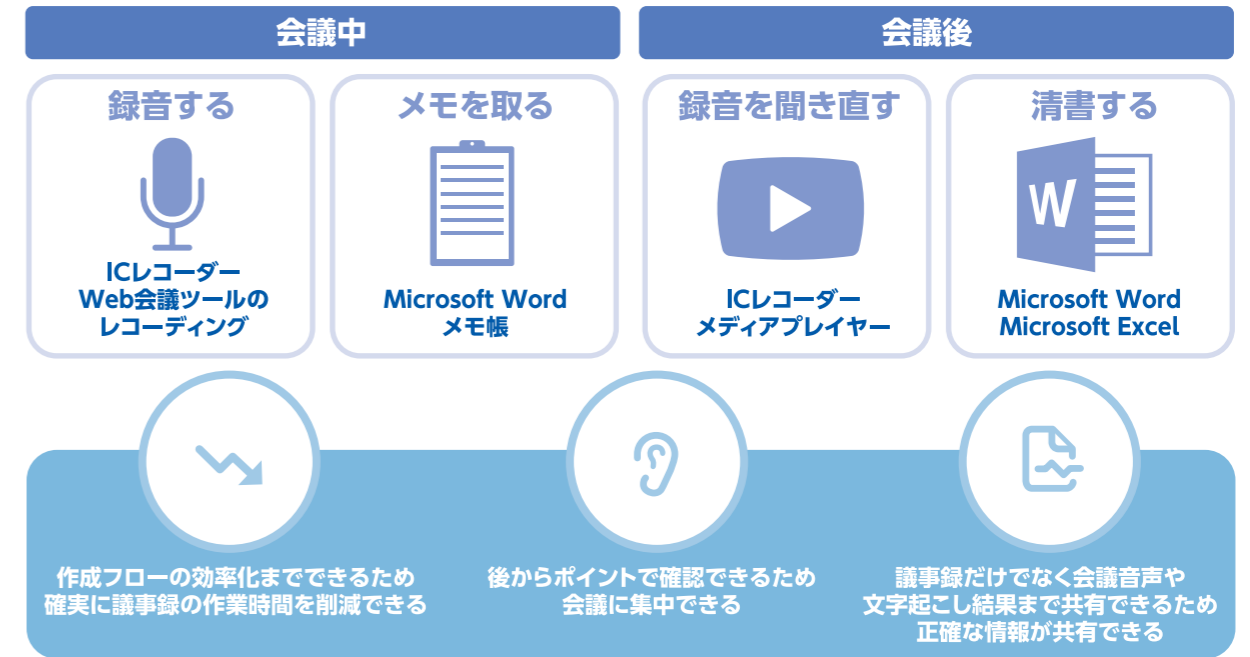 会議中
会議後
録音する
ICレコーダー
Web会議ツールの
レコーディング
メモを取る
Microsoft Word
メモ帳
録音を聞き直す
ICレコーダー
メディアプレイヤー
清書する
W
Microsoft Word
Microsoft Excel
作成フローの効率化までできるため
確実に議事録の作業時間を削減できる
後からポイントで確認できるため
会議に集中できる
議事録だけでなく会議音声や
文字起こし結果まで共有できるため
正確な情報が共有できる